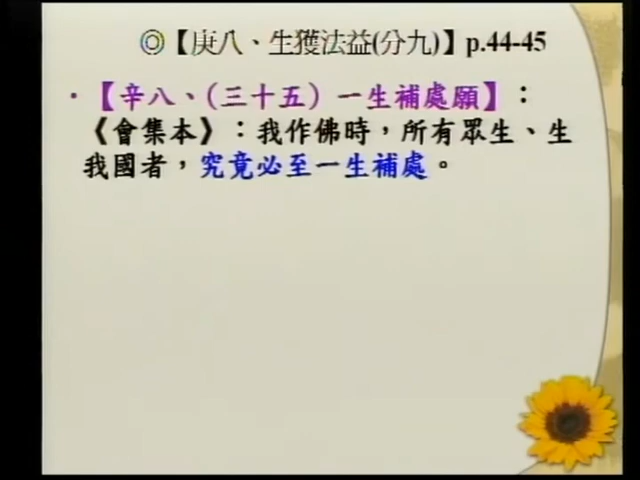 ◎【庚八、生獲法益(分九)】p.44-45
·【辛八、(三十五) 一生補處願】：
《會集本》：我作佛時，所有眾生、生
我國者，究竟必至一生補處。